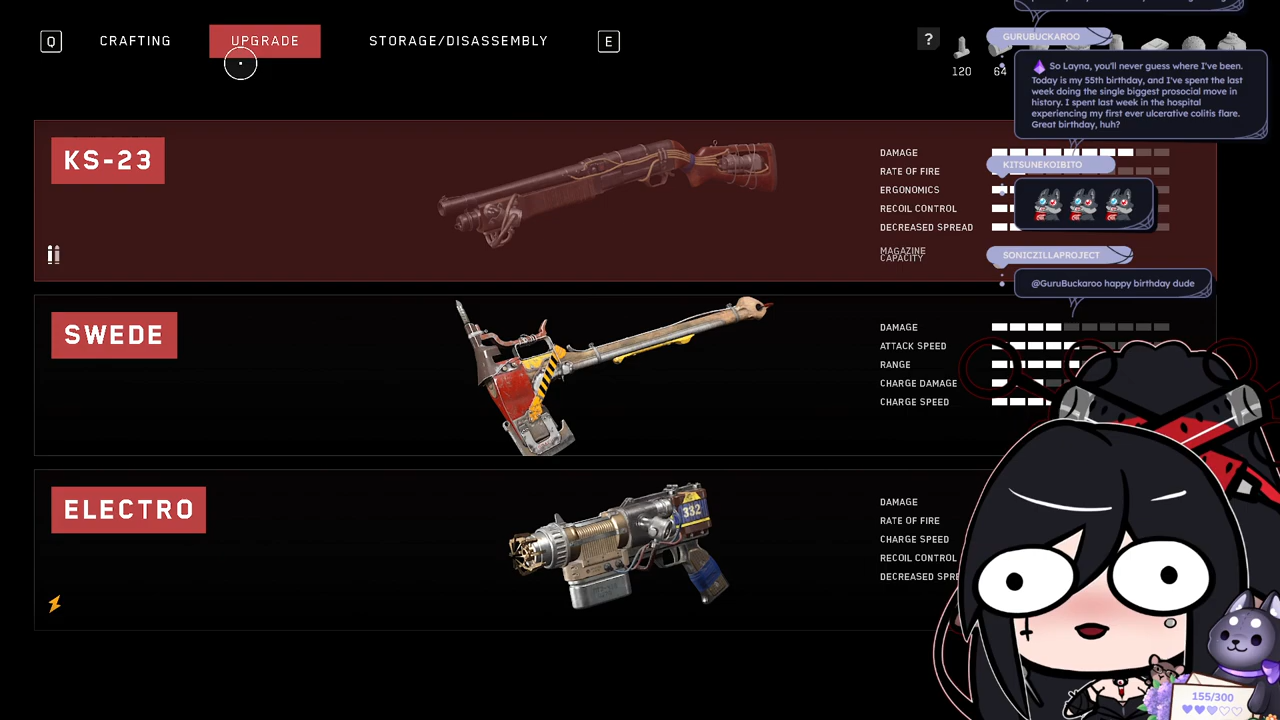 Q
CRAFTING
UPGRADE
STORAGE/DISASSEMBLY
E
?
120
64
GURUBUCKAROO
So Layna, you'll never guess where I've been.
Today is my 55th birthday, and I've spent the last
week doing the single biggest prosocial move in
history. I spent last week in the hospital
experiencing my first ever ulcerative colitis flare.
Great birthday, huh?
KITSUNEKOIBITO
SONICZILLAPROJECT
@GuruBuckaroo happy birthday dude
KS-23
DAMAGE
RATE OF FIRE
ERGONOMICS
RECOIL CONTROL
DECREASED SPREAD
MAGAZINE
CAPACITY
SWEDE
DAMAGE
ATTACK SPEED
RANGE
CHARGE DAMAGE
CHARGE SPEED
ELECTRO
332
DAMAGE
RATE OF FIRE
CHARGE SPEED
RECOIL CONTROL
DECREASED SPRE
155/300